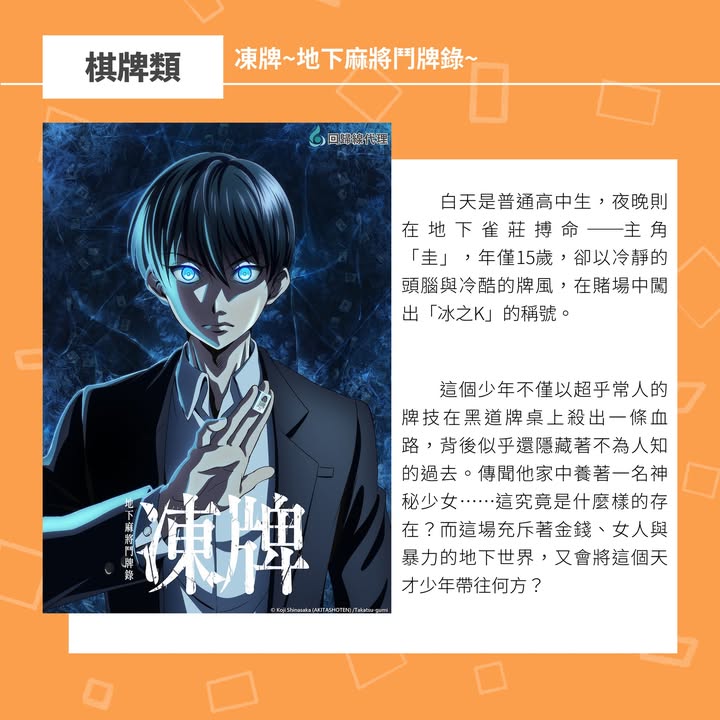 棋牌類
凍牌~地下麻將鬥牌錄~
回歸線代理
白天是普通高中生，夜晚則
在地下雀莊搏命——主角
「圭」，年僅15歲，卻以冷靜的
頭腦與冷酷的牌風，在賭場中闖
出「冰之K」的稱號。
這個少年不僅以超乎常人的
牌技在黑道牌桌上殺出一條血
路，背後似乎還隱藏著不為人知
的過去。傳聞他家中養著一名神
秘少女⋯⋯這究竟是什麼樣的存
在？而這場充斥著金錢、女人與
暴力的地下世界，又會將這個天
才少年帶往何方？
地下麻將鬥牌錄
凍牌
© Koji Shinasaka (AKITASHOTEN) /Takatsu-gumi